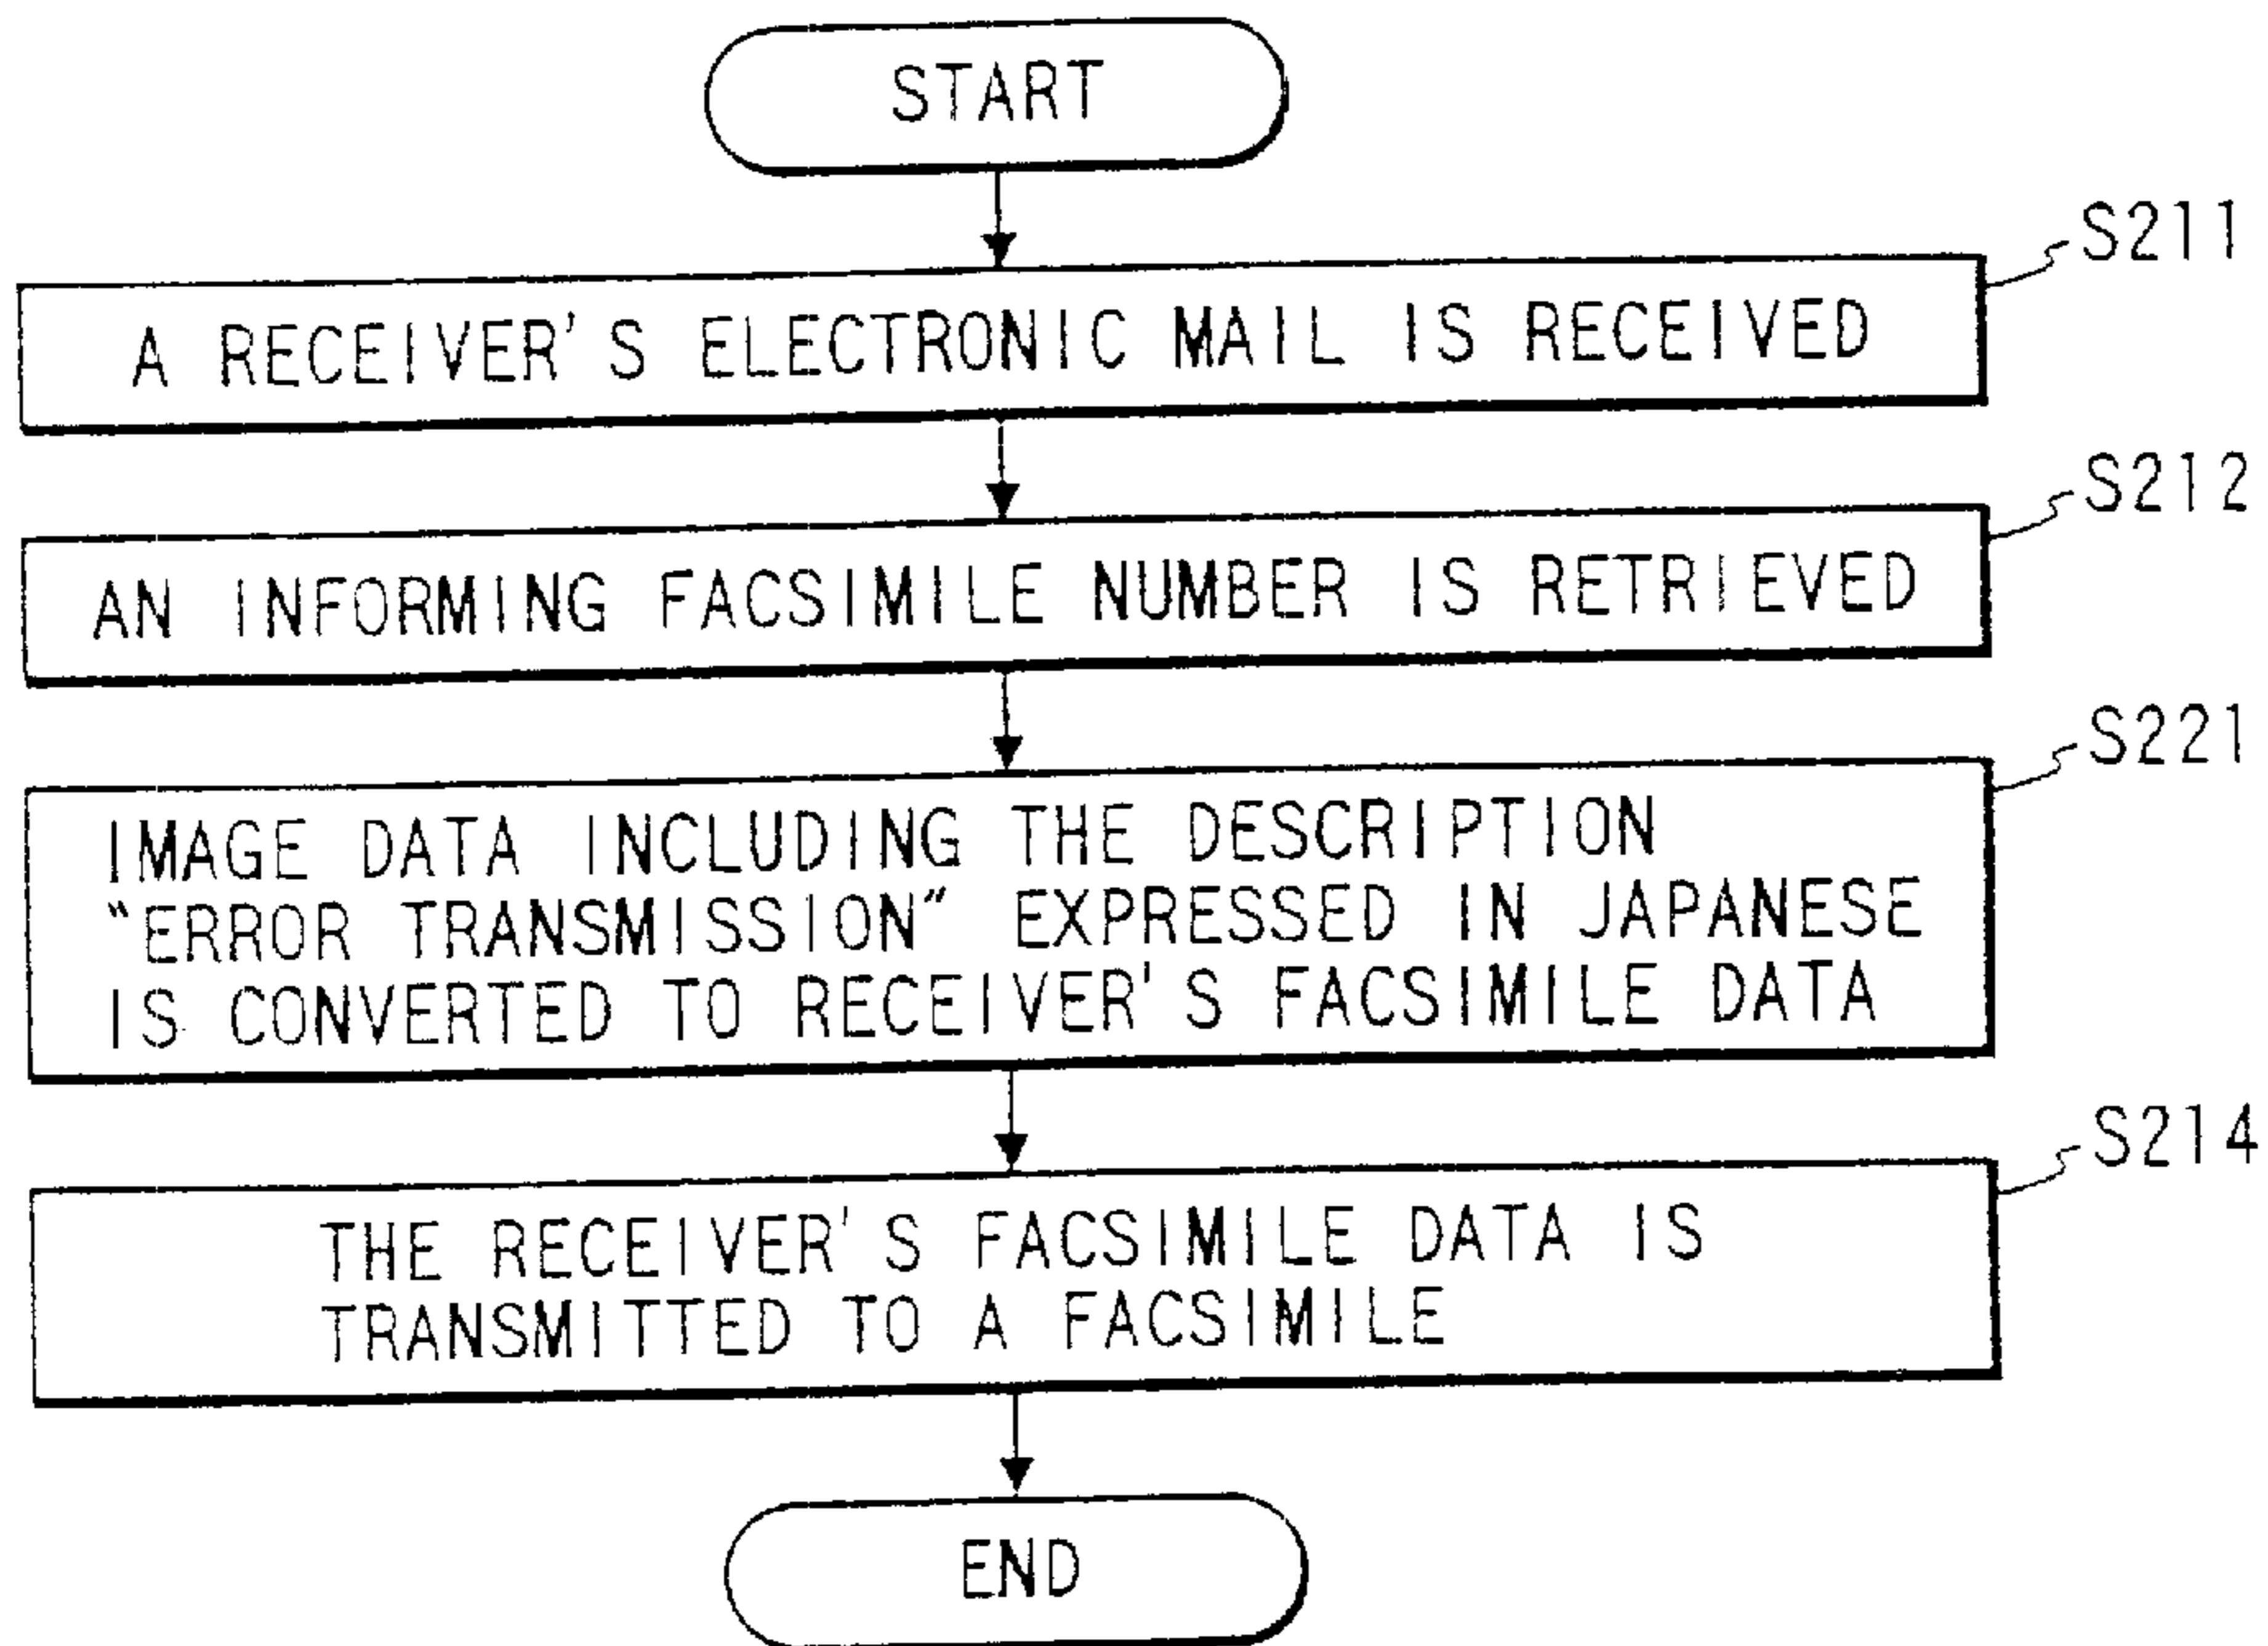 START
S211
A RECEIVER'S ELECTRONIC MAIL IS RECEIVED
S212
AN INFORMING FACSIMILE NUMBER IS RETRIEVED
S221
IMAGE DATA INCLUDING THE DESCRIPTION
"ERROR TRANSMISSION" EXPRESSED IN JAPANESE
IS CONVERTED TO RECEIVER'S FACSIMILE DATA
S214
THE RECEIVER'S FACSIMILE DATA IS
TRANSMITTED TO A FACSIMILE
END